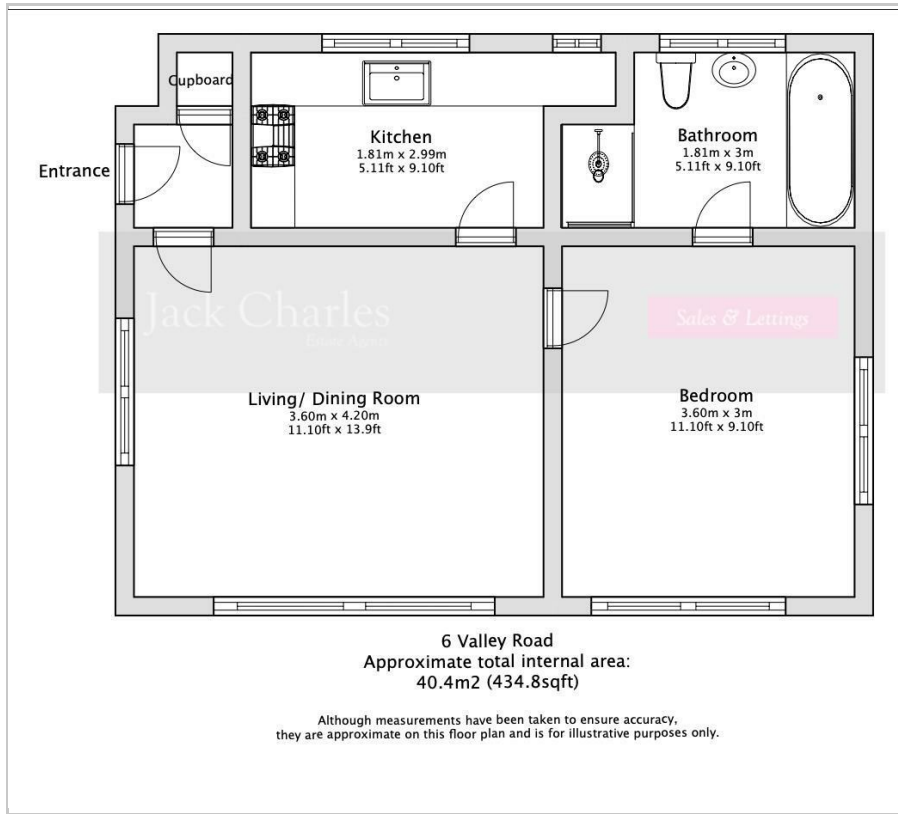 Cupboard
Kitchen
1.81m x 2.99m
5.11ft x 9.10ft
Bathroom
1.81m x 3m
5.11ft x 9.10ft
Entrance
Jack Charles
Estate Agents
Sales & Lettings
Living/ Dining Room
3.60m x 4.20m
11.10ft x 13.9ft
Bedroom
3.60m x 3m
11.10ft x 9.10ft
6 Valley Road
Approximate total internal area:
40.4m2 (434.8sqft)
Although measurements have been taken to ensure accuracy,
they are approximate on this floor plan and is for illustrative purposes only.